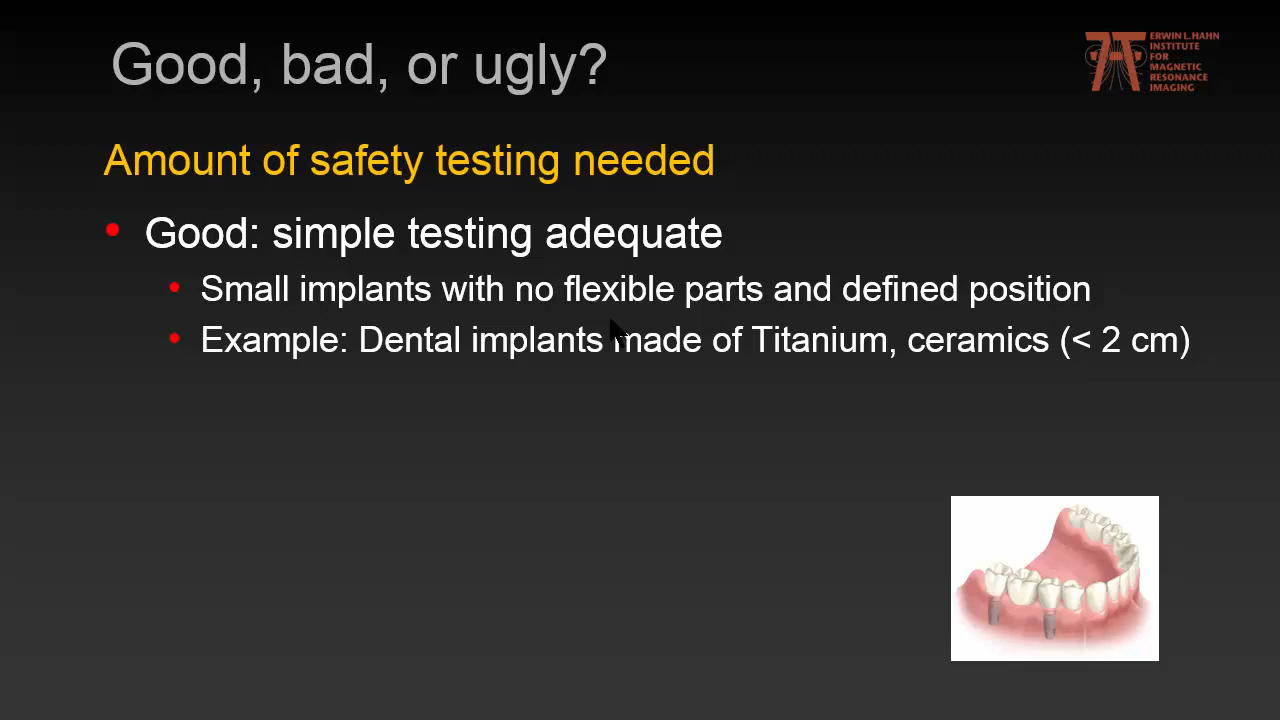 Good, bad, or ugly?
ERWIN L. HAHN
INSTITUTE
FOR
MAGNETIC
RESONANCE
IMAGING
Amount of safety testing needed
Good: simple testing adequate
Small implants with no flexible parts and defined position
Example: Dental implants made of Titanium, ceramics (< 2 cm)